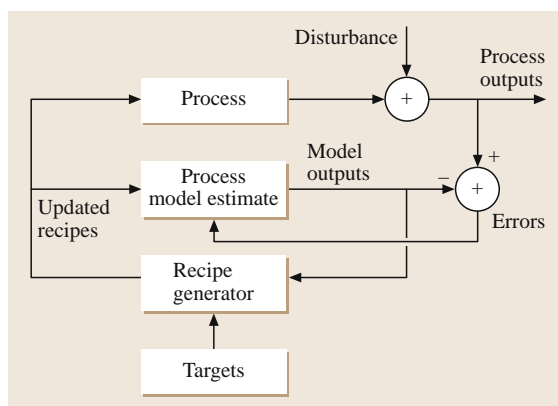 Disturbance
Process
outputs
Process
+
+
Model
outputs
−
+
Process
model estimate
Updated
recipes
Errors
Recipe
generator
Targets